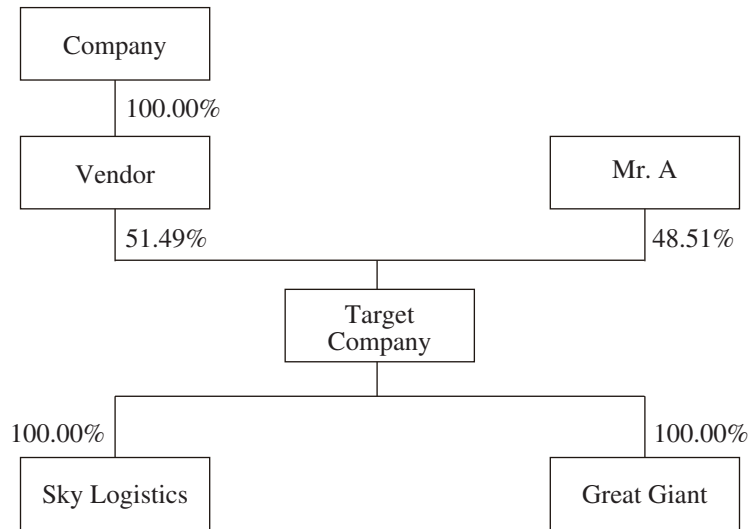 Company
100.00%
Vendor
Mr. A
51.49%
48.51%
Target
Company
100.00%
100.00%
Sky Logistics
Great Giant